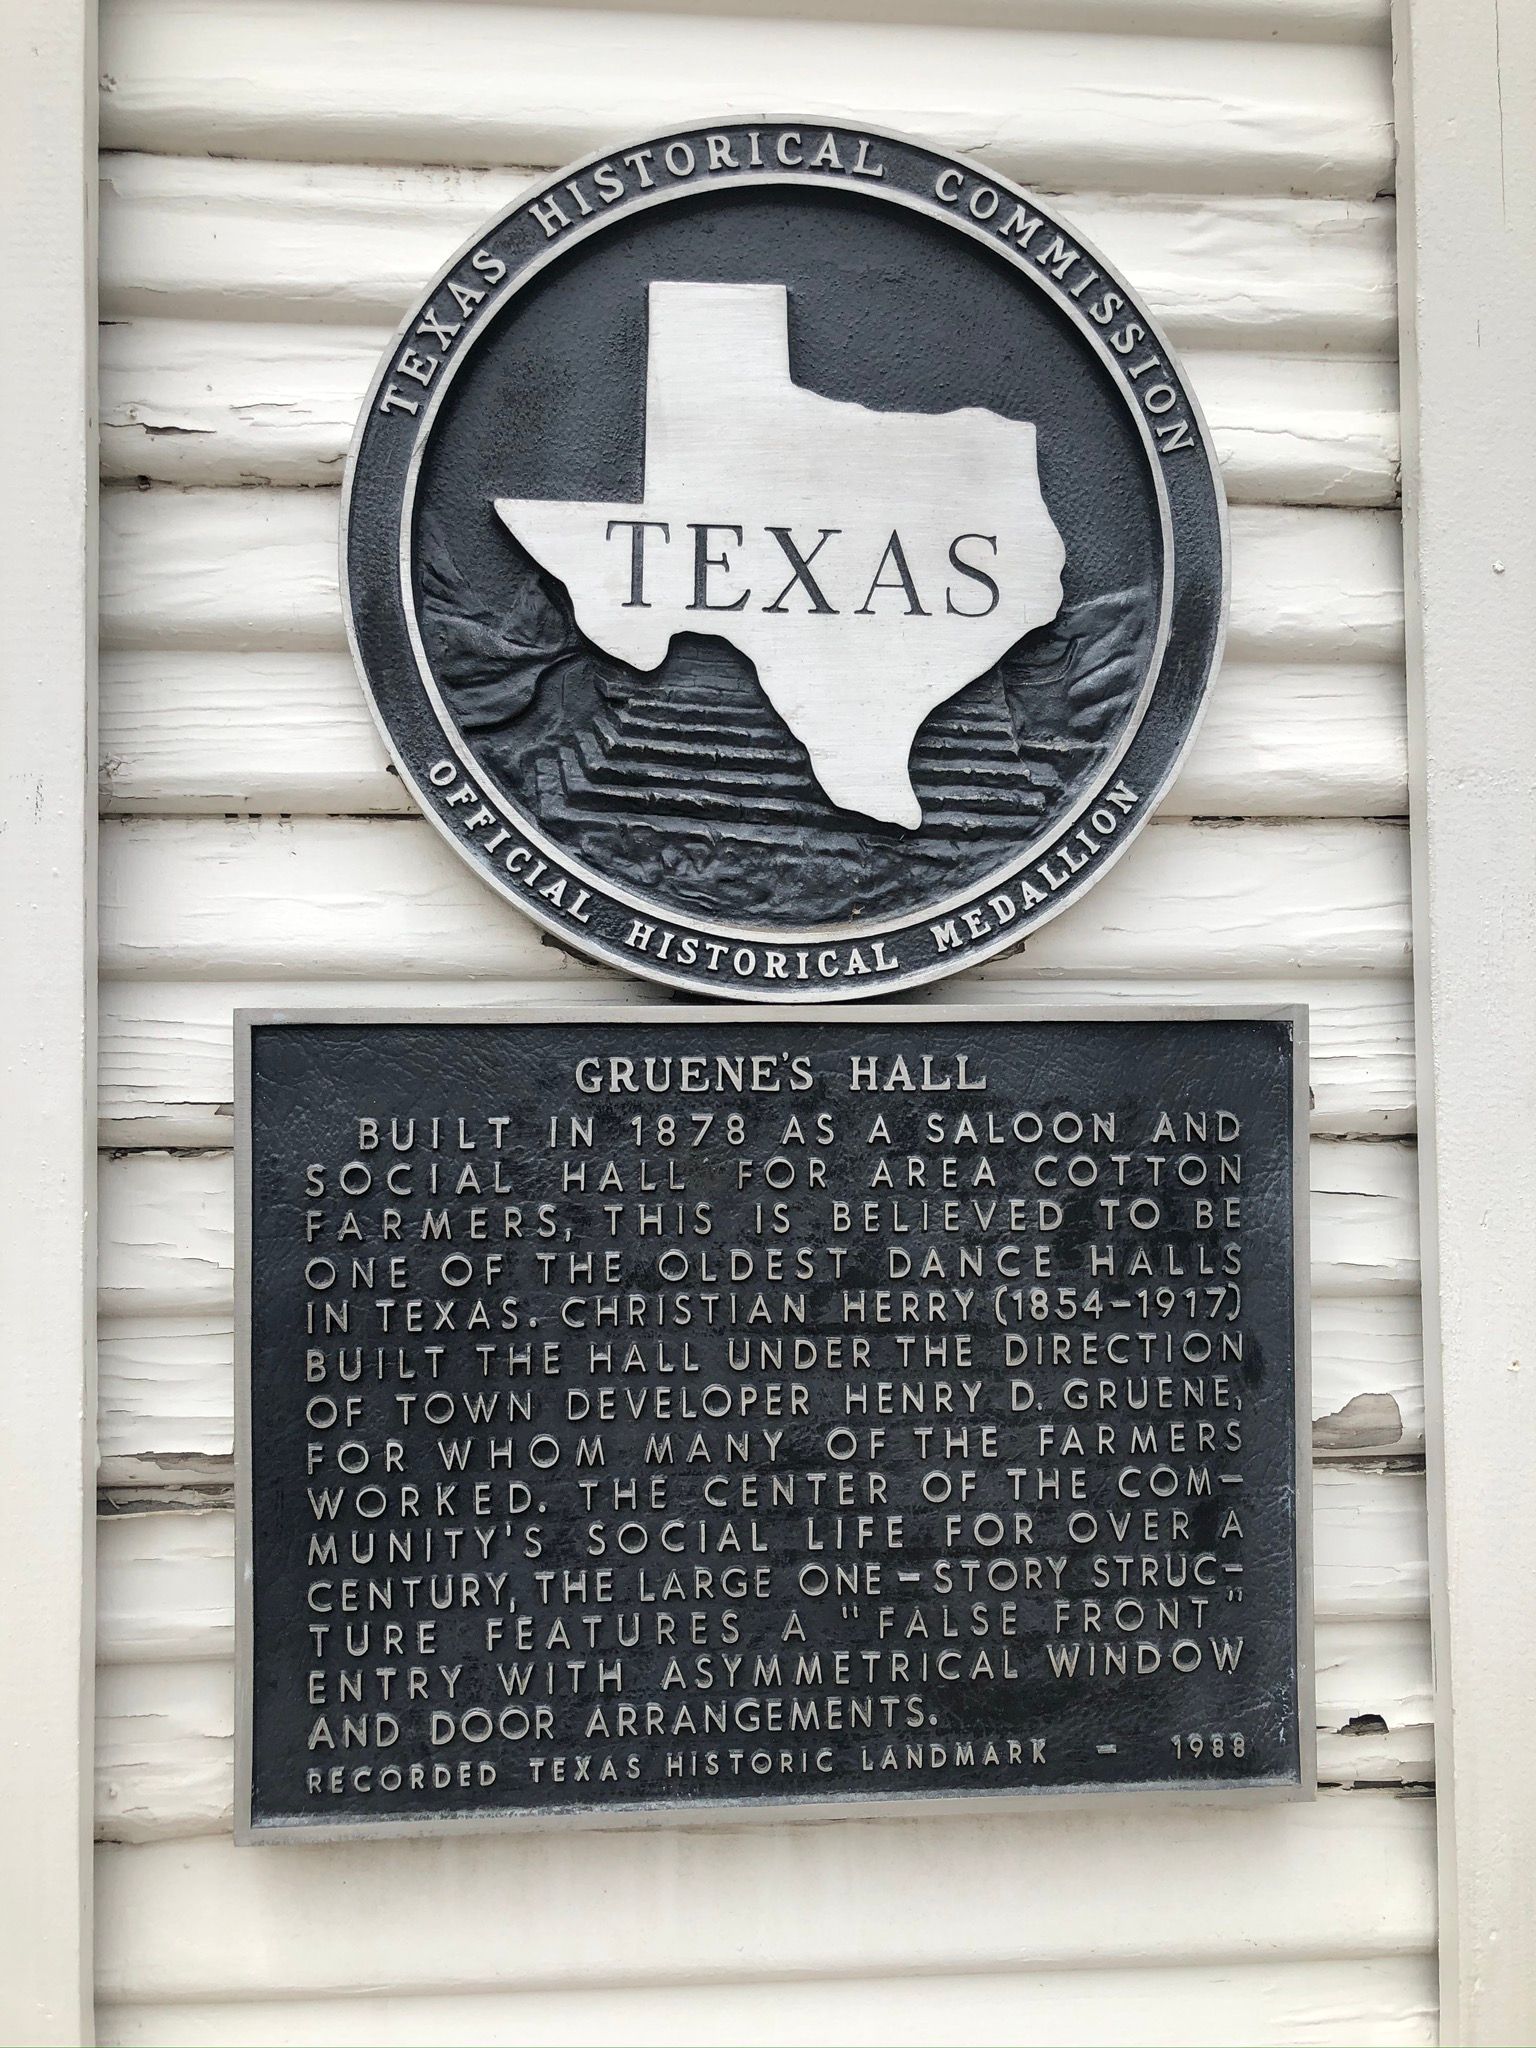 TEXAS HISTORICAL COMMISSION
TEXAS
OFFICIAL HISTORICAL MEDALLION
GRUENE'S HALL
BUILT IN 1878 AS A SALOON AND
SOCIAL HALL FOR AREA COTTON
FARMERS, THIS IS BELIEVED TO BE
ONE OF THE OLDEST DANCE HALLS
IN TEXAS. CHRISTIAN HERRY (1854-1917)
BUILT THE HALL UNDER THE DIRECTION
OF TOWN DEVELOPER HENRY D. GRUENE,
FOR WHOM MANY OF THE FARMERS
WORKED. THE CENTER OF THE COM-
MUNITY'S SOCIAL LIFE FOR OVER A
CENTURY, THE LARGE ONE-STORY STRUC-
TURE FEATURES A "FALSE FRONT"
ENTRY WITH ASYMMETRICAL WINDOW
AND DOOR ARRANGEMENTS.
RECORDED TEXAS HISTORIC LANDMARK - 1988